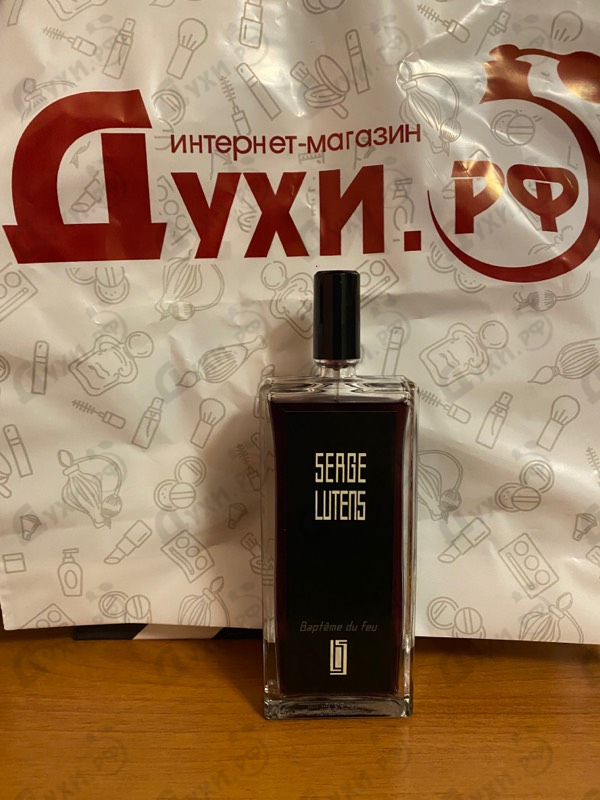 интернет-магазин
Духи.РФ
SERGE
LUTENS
Baptême du feu